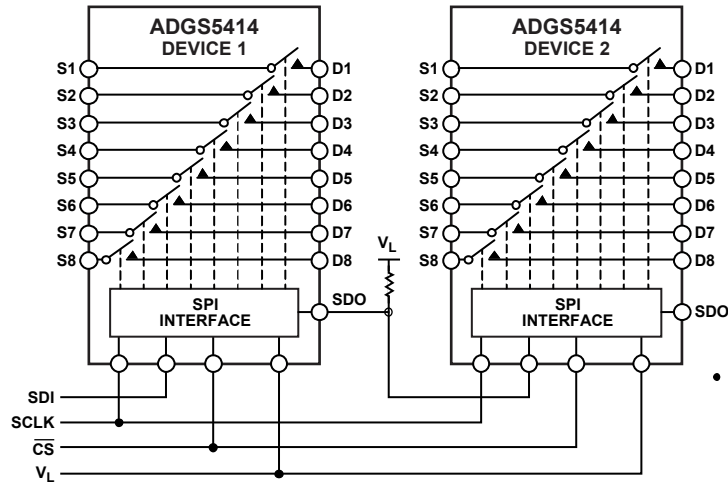 ADGS5414
DEVICE 1
S1
S2
S3
S4
S5
S6
S7
S8
D1
D2
D3
D4
D5
D6
D7
D8
SPI
INTERFACE
SDO
VL
ADGS5414
DEVICE 2
S1
S2
S3
S4
S5
S6
S7
S8
D1
D2
D3
D4
D5
D6
D7
D8
SPI
INTERFACE
SDO
SDI
SCLK
CS
VL